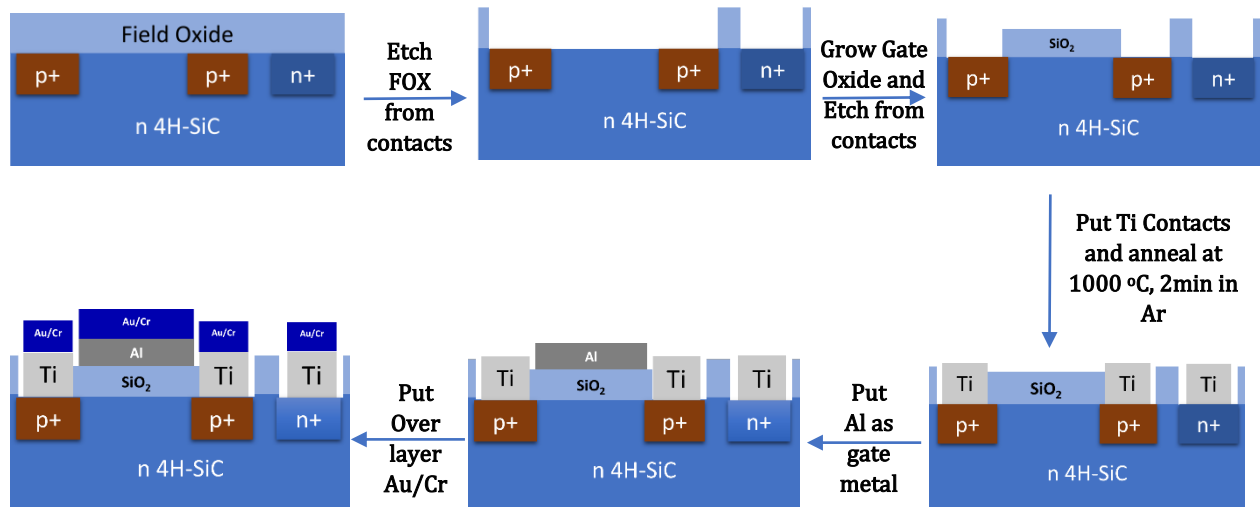 Field Oxide
p+ p+ n+
n 4H-SiC
Etch
FOX
from
contacts
p+ p+ n+
n 4H-SiC
Grow Gate
Oxide and
Etch from
contacts
SiO₂
p+ p+ n+
n 4H-SiC
Put Ti Contacts
and anneal at
1000 ºC, 2min in
Ar
Ti SiO₂ Ti Ti
p+ p+ n+
n 4H-SiC
Put
Al as
gate
metal
Al
Ti SiO₂ Ti Ti
p+ p+ n+
n 4H-SiC
Put
Over
layer
Au/Cr
Au/Cr Au/Cr Au/Cr Au/Cr
Al
Ti SiO₂ Ti Ti
p+ p+ n+
n 4H-SiC